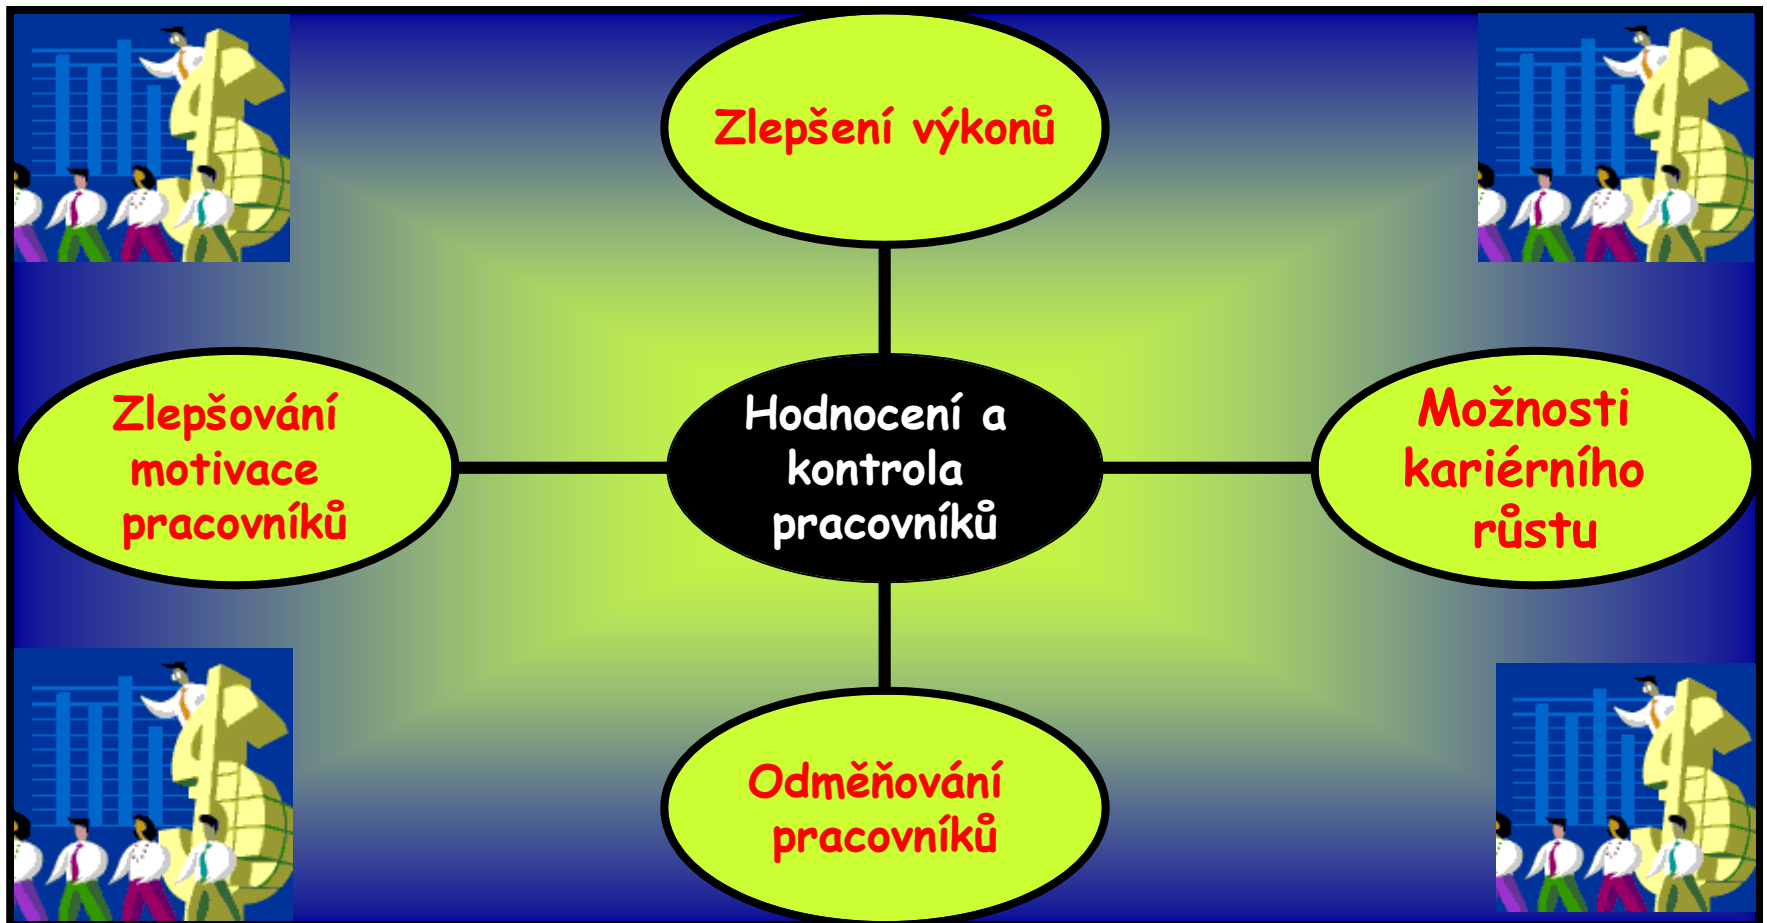 Zlepšení výkonů
Zlepšování
motivace
pracovníků
Hodnocení a
kontrola
pracovníků
Možnosti
kariérního
růstu
Odměňování
pracovníků